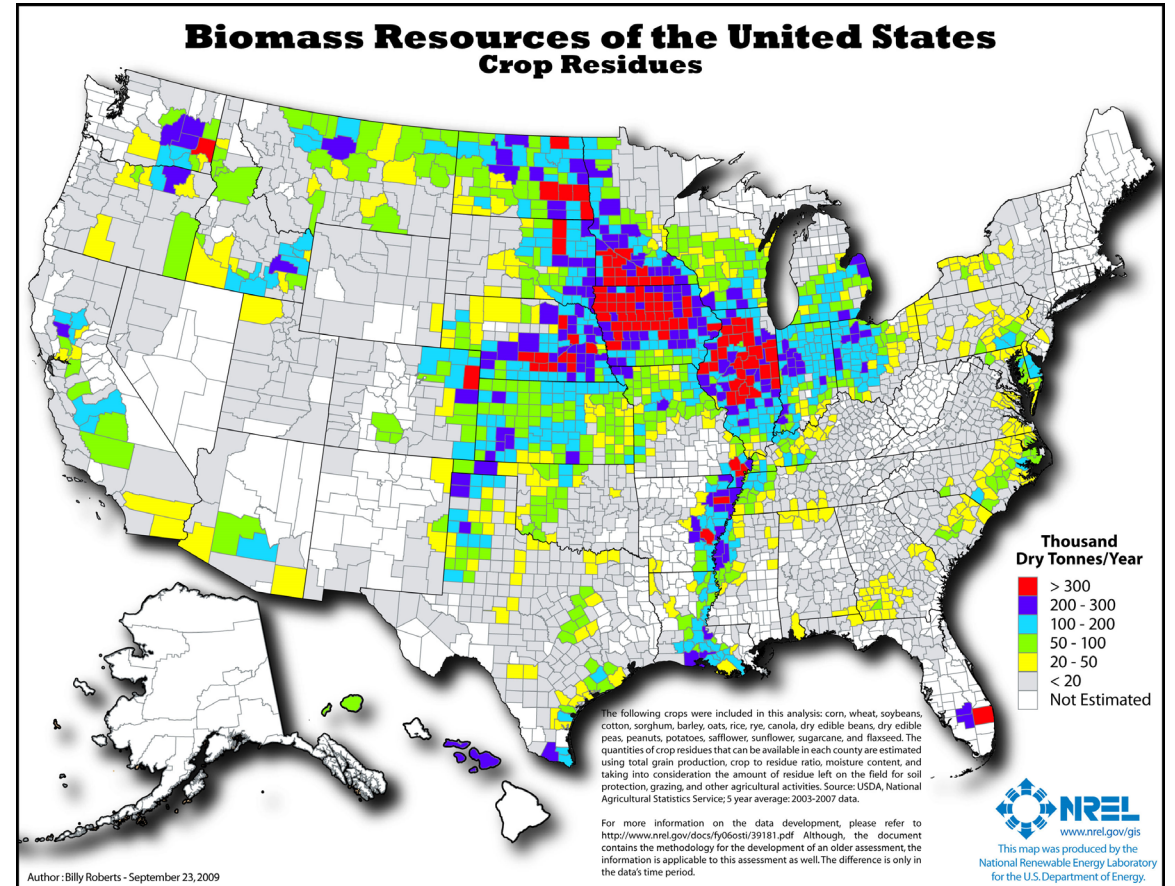 Biomass Resources of the United States
Crop Residues
Thousand
Dry Tonnes/Year
> 300
200 - 300
100 - 200
50 - 100
20 - 50
< 20
Not Estimated
The following crops were included in this analysis: corn, wheat, soybeans,
cotton, sorghum, barley, oats, rice, rye, canola, dry edible beans, dry edible
peas, peanuts, potatoes, safflower, sunflower, sugarcane, and flaxseed. The
quantities of crop residues that can be available in each county are estimated
using total grain production, crop to residue ratio, moisture content, and
taking into consideration the amount of residue left on the field for soil
protection, grazing, and other agricultural activities. Source: USDA, National
Agricultural Statistics Service; 5 year average: 2003-2007 data.
For more information on the data development, please refer to
http://www.nrel.gov/docs/fy06osti/39181.pdf Although, the document
contains the methodology for the development of an older assessment, the
information is applicable to this assessment as well. The difference is only in
the data's time period.
NREL
www.nrel.gov/gis
This map was produced by the
National Renewable Energy Laboratory
for the U.S. Department of Energy.
Author : Billy Roberts - September 23, 2009